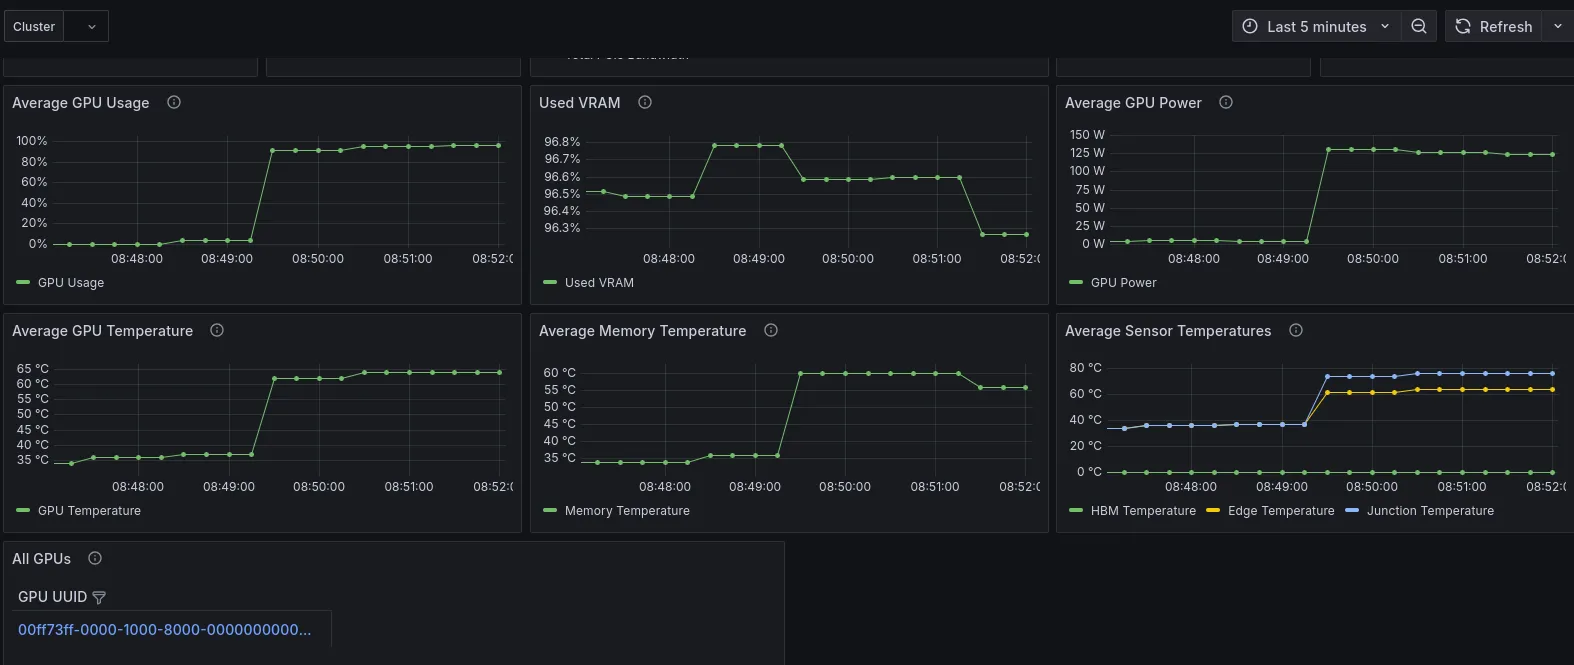 Cluster
Last 5 minutes
Refresh
Average GPU Usage
100%
80%
60%
40%
20%
0%
08:48:00 08:49:00 08:50:00 08:51:00 08:52:0
GPU Usage
Used VRAM
96.8%
96.7%
96.6%
96.5%
96.4%
96.3%
08:48:00 08:49:00 08:50:00 08:51:00 08:52:0
Used VRAM
Average GPU Power
150 W
125 W
100 W
75 W
50 W
25 W
0 W
08:48:00 08:49:00 08:50:00 08:51:00 08:52:0
GPU Power
Average GPU Temperature
65 °C
60 °C
55 °C
50 °C
45 °C
40 °C
35 °C
08:48:00 08:49:00 08:50:00 08:51:00 08:52:0
GPU Temperature
Average Memory Temperature
60 °C
55 °C
50 °C
45 °C
40 °C
35 °C
08:48:00 08:49:00 08:50:00 08:51:00 08:52:0
Memory Temperature
Average Sensor Temperatures
80 °C
60 °C
40 °C
20 °C
0 °C
08:48:00 08:49:00 08:50:00 08:51:00 08:52:0
HBM Temperature Edge Temperature Junction Temperature
All GPUs
GPU UUID
00ff73ff-0000-1000-8000-0000000000...